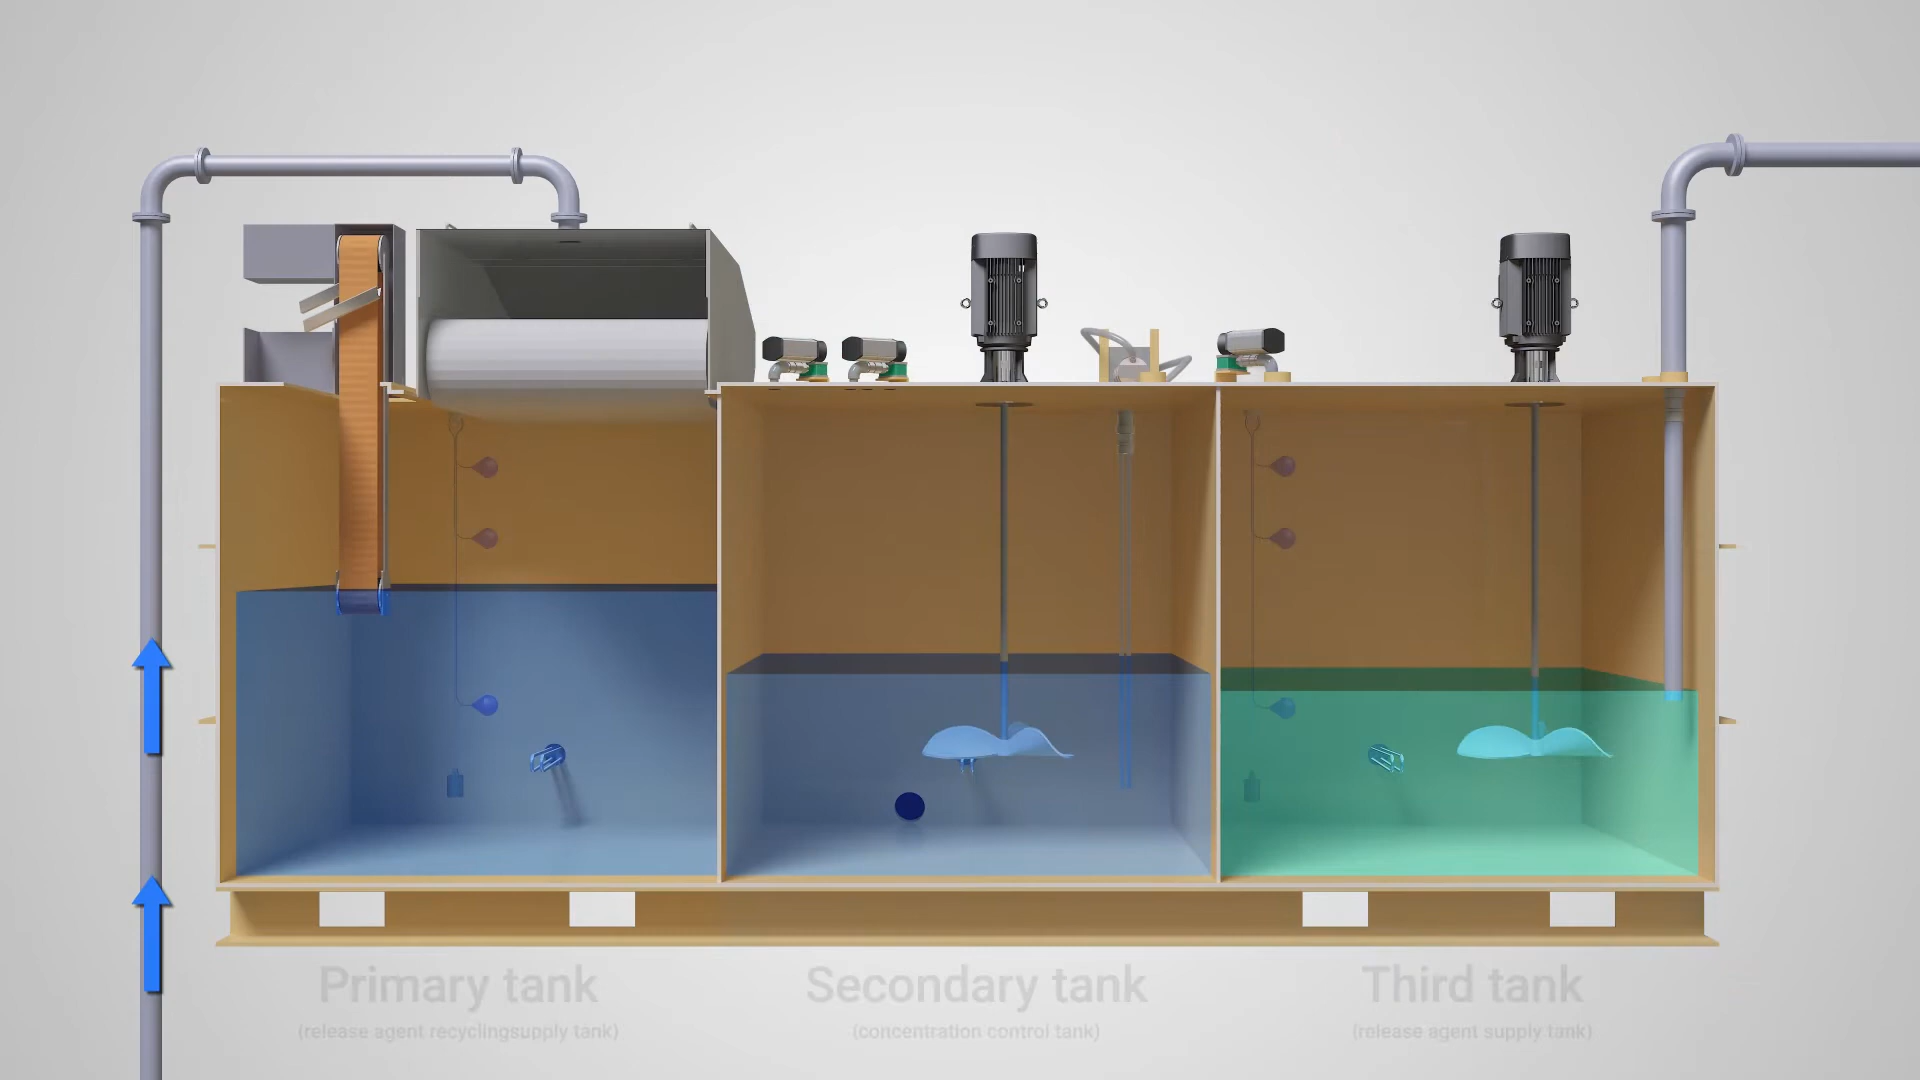 Primary tank
(release agent recyclingsupply tank)
Secondary tank
(concentration control tank)
Third tank
(release agent supply tank)